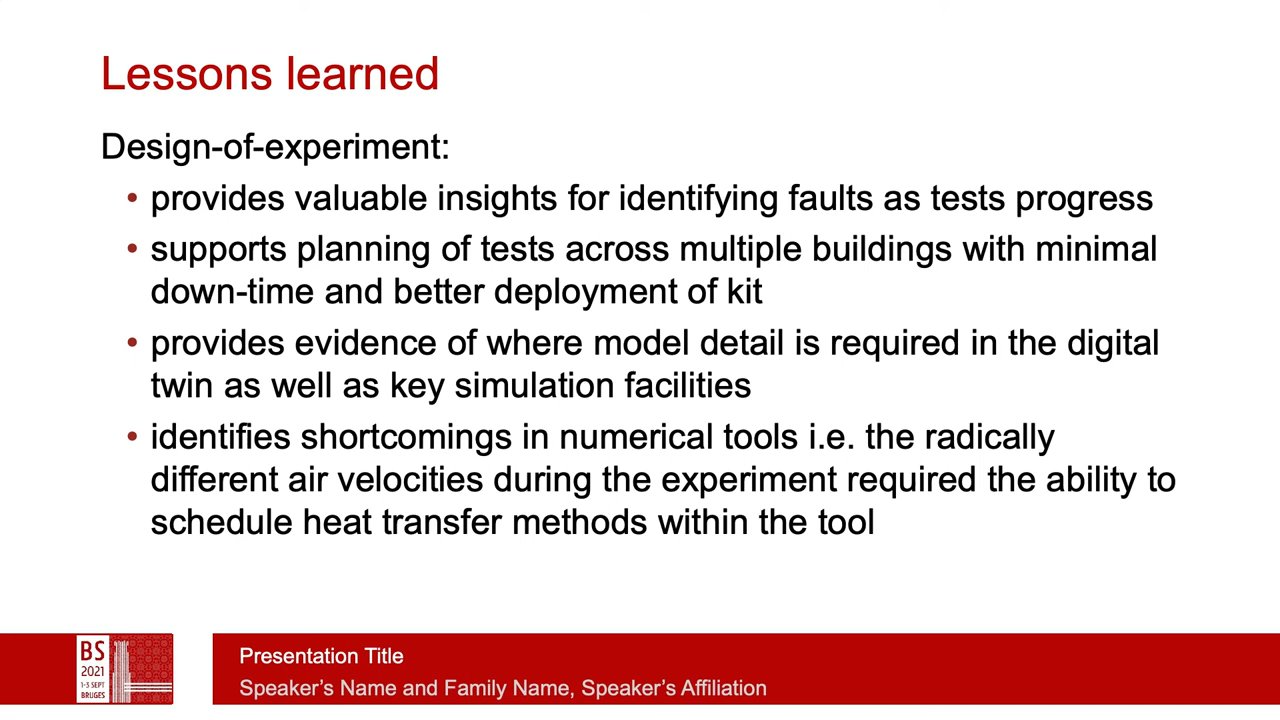 Lessons learned
Design-of-experiment:
• provides valuable insights for identifying faults as tests progress
• supports planning of tests across multiple buildings with minimal
down-time and better deployment of kit
• provides evidence of where model detail is required in the digital
twin as well as key simulation facilities
• identifies shortcomings in numerical tools i.e. the radically
different air velocities during the experiment required the ability to
schedule heat transfer methods within the tool
BS
2021
1-3 SEPT
BRUGES
Presentation Title
Speaker’s Name and Family Name, Speaker’s Affiliation